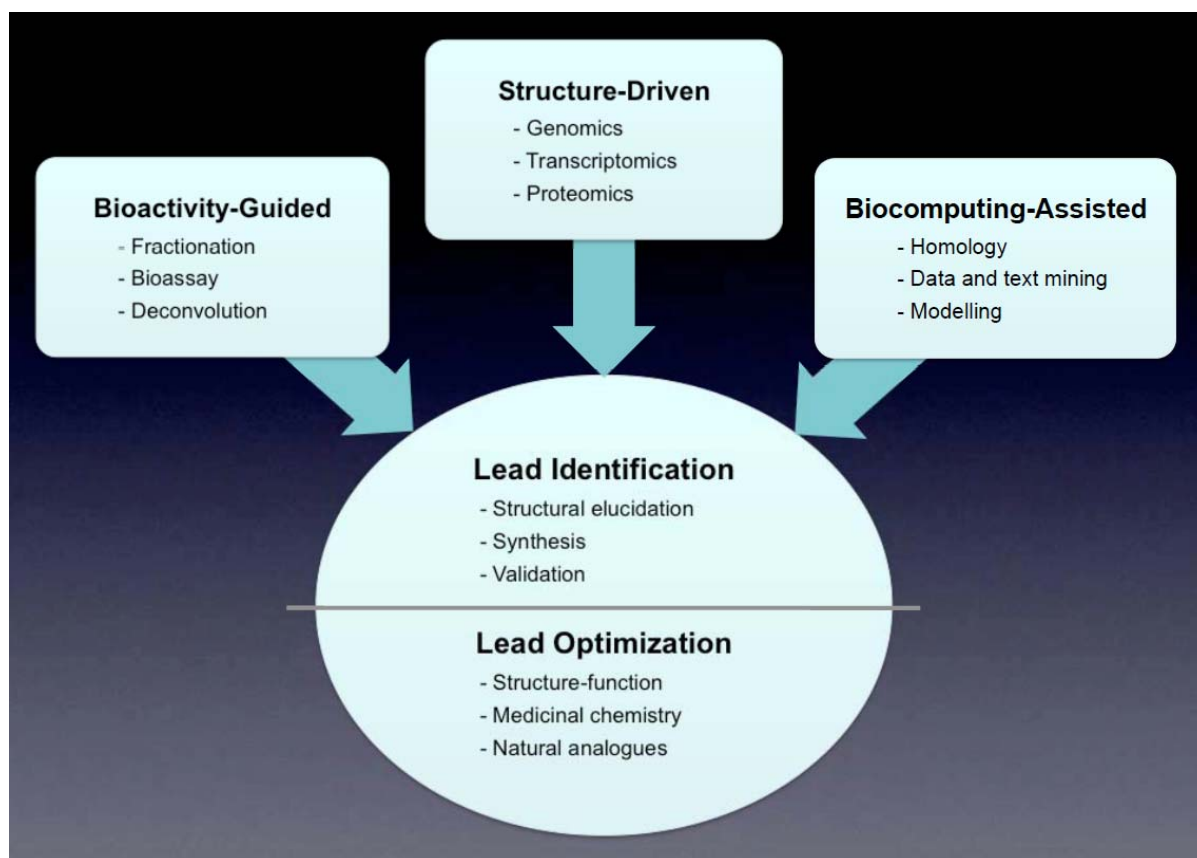 Structure-Driven
- Genomics
- Transcriptomics
- Proteomics
Bioactivity-Guided
- Fractionation
- Bioassay
- Deconvolution
Biocomputing-Assisted
- Homology
- Data and text mining
- Modelling
Lead Identification
- Structural elucidation
- Synthesis
- Validation
Lead Optimization
- Structure-function
- Medicinal chemistry
- Natural analogues